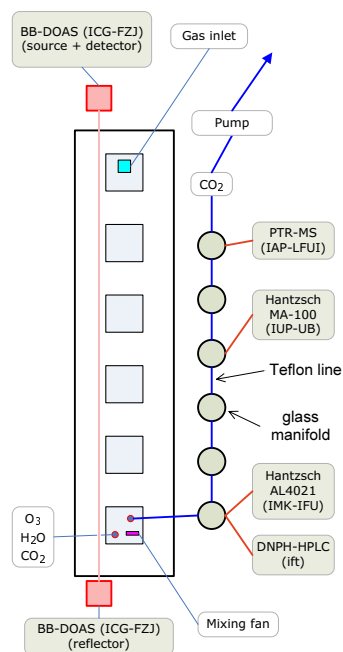 BB-DOAS (ICG-FZJ)
(source + detector)
Gas inlet
Pump
CO2
PTR-MS
(IAP-LFUI)
Hantzsch
MA-100
(IUP-UB)
Teflon line
glass
manifold
Hantzsch
AL4021
(IMK-IFU)
O3
H2O
CO2
DNPH-HPLC
(ift)
Mixing fan
BB-DOAS (ICG-FZJ)
(reflector)